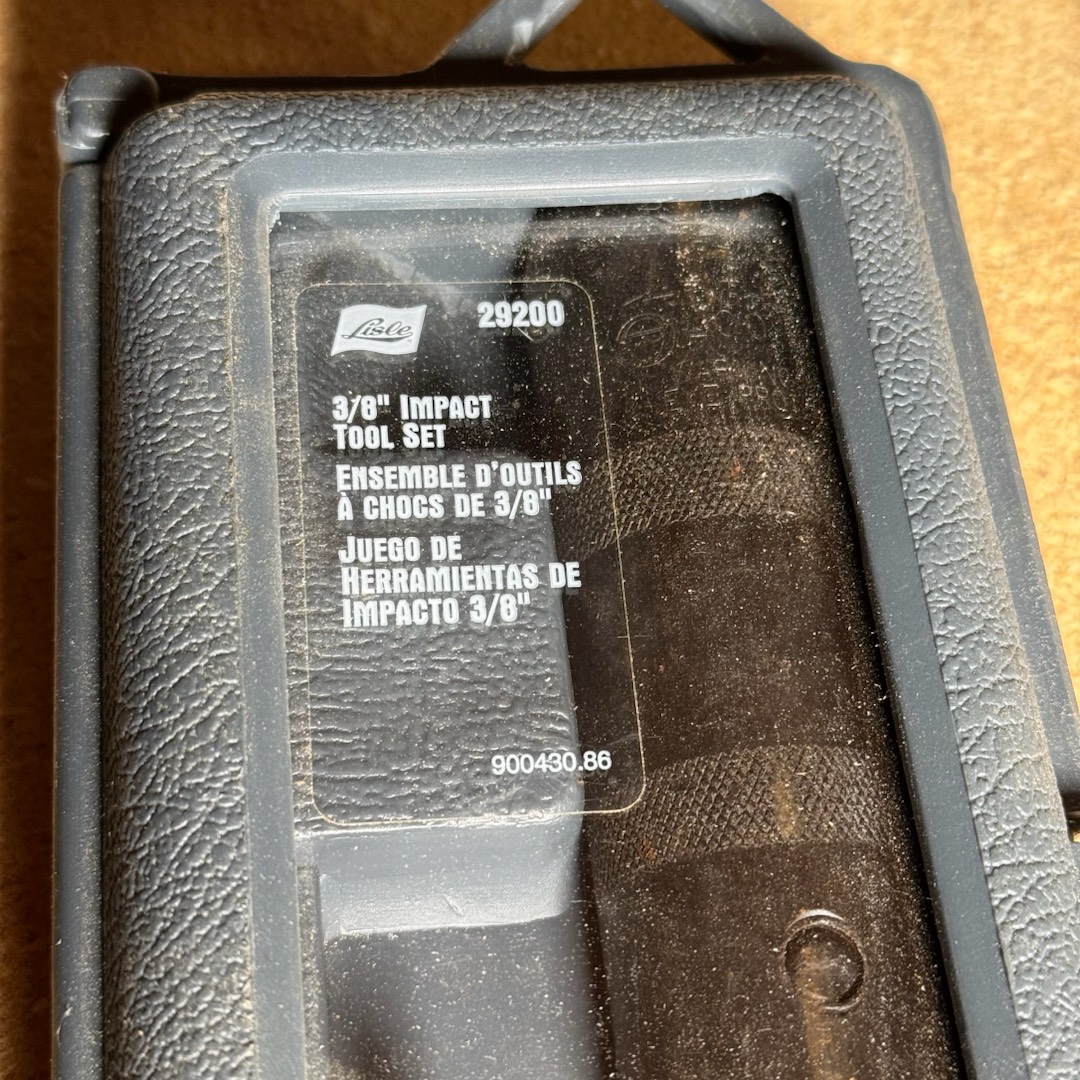 Lisle
29200
3/8" IMPACT
TOOL SET
ENSEMBLE D'OUTILS
À CHOCS DE 3/8"
JUEGO DE
HERRAMIENTAS DE
IMPACTO 3/8"
900430.86